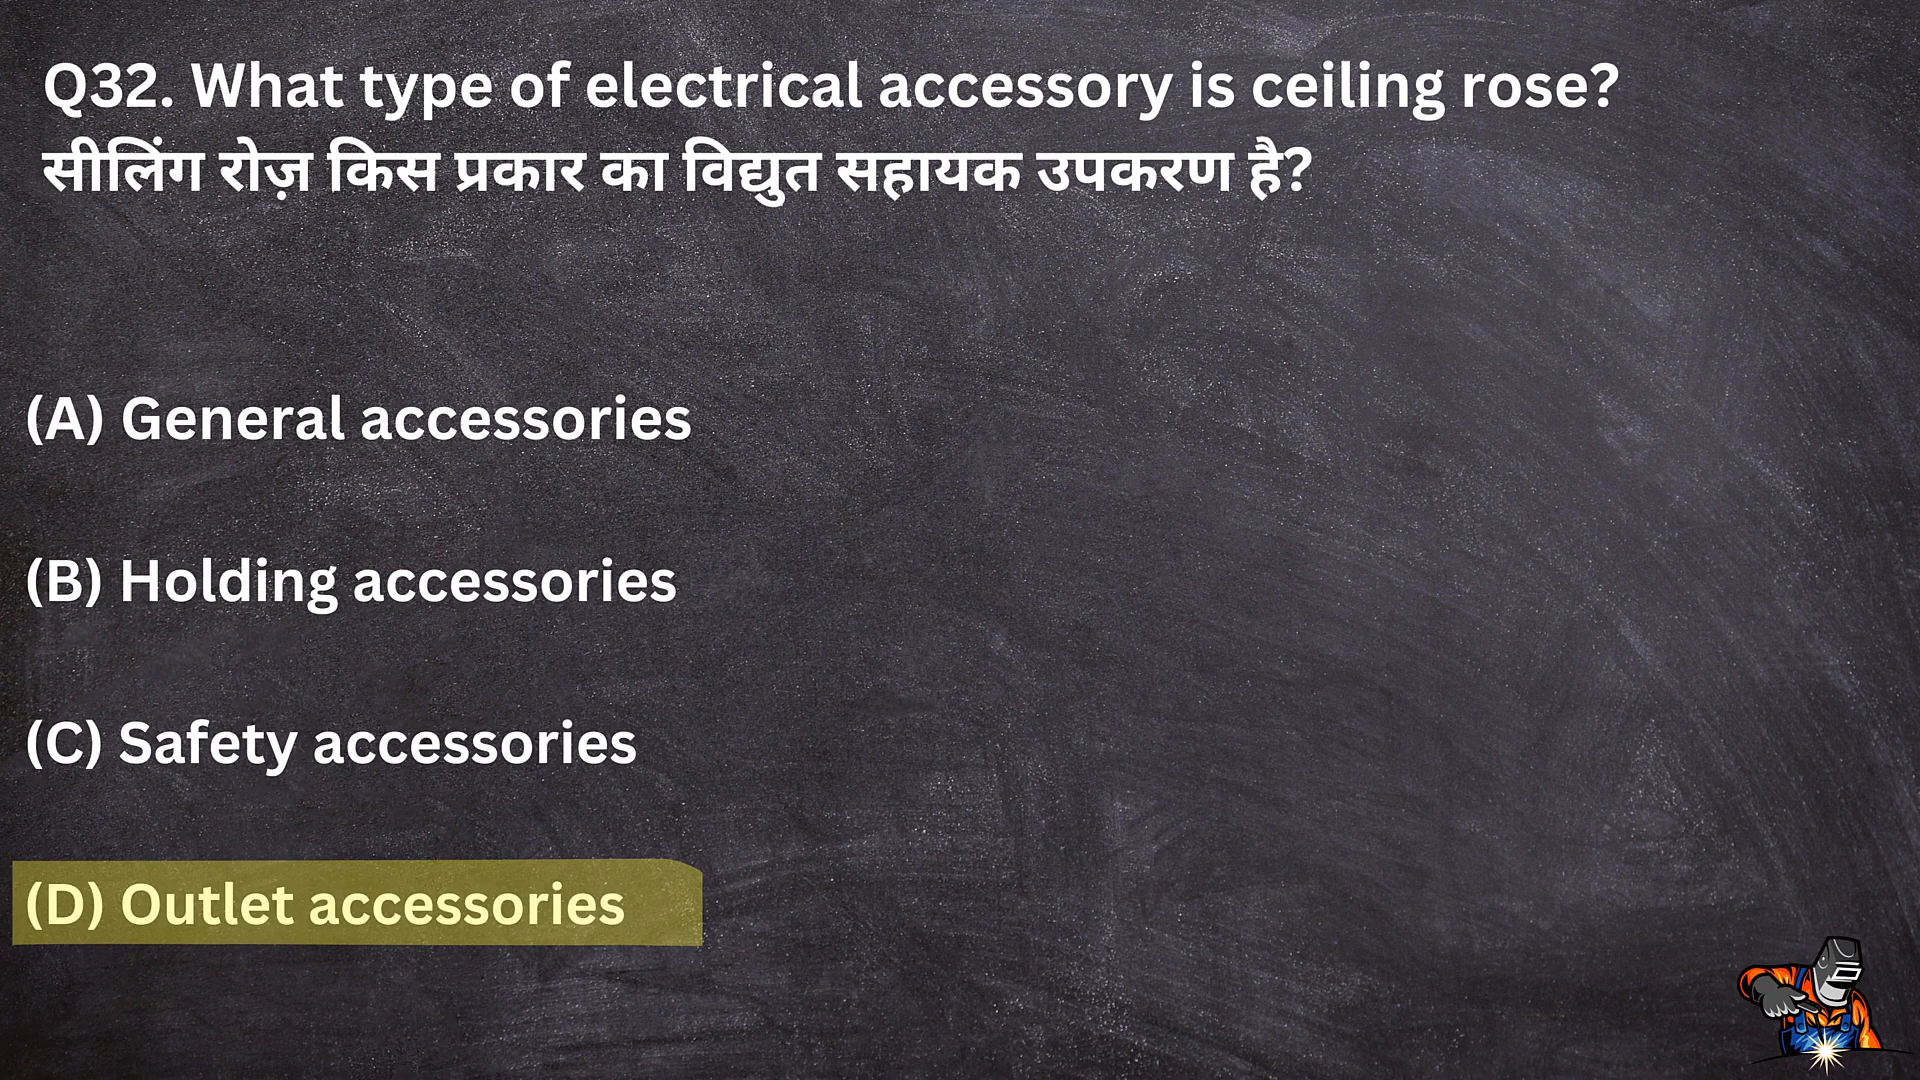 Q32. What type of electrical accessory is ceiling rose?
सीलिंग रोज़ किस प्रकार का विद्युत सहायक उपकरण है?
(A) General accessories
(B) Holding accessories
(C) Safety accessories
(D) Outlet accessories